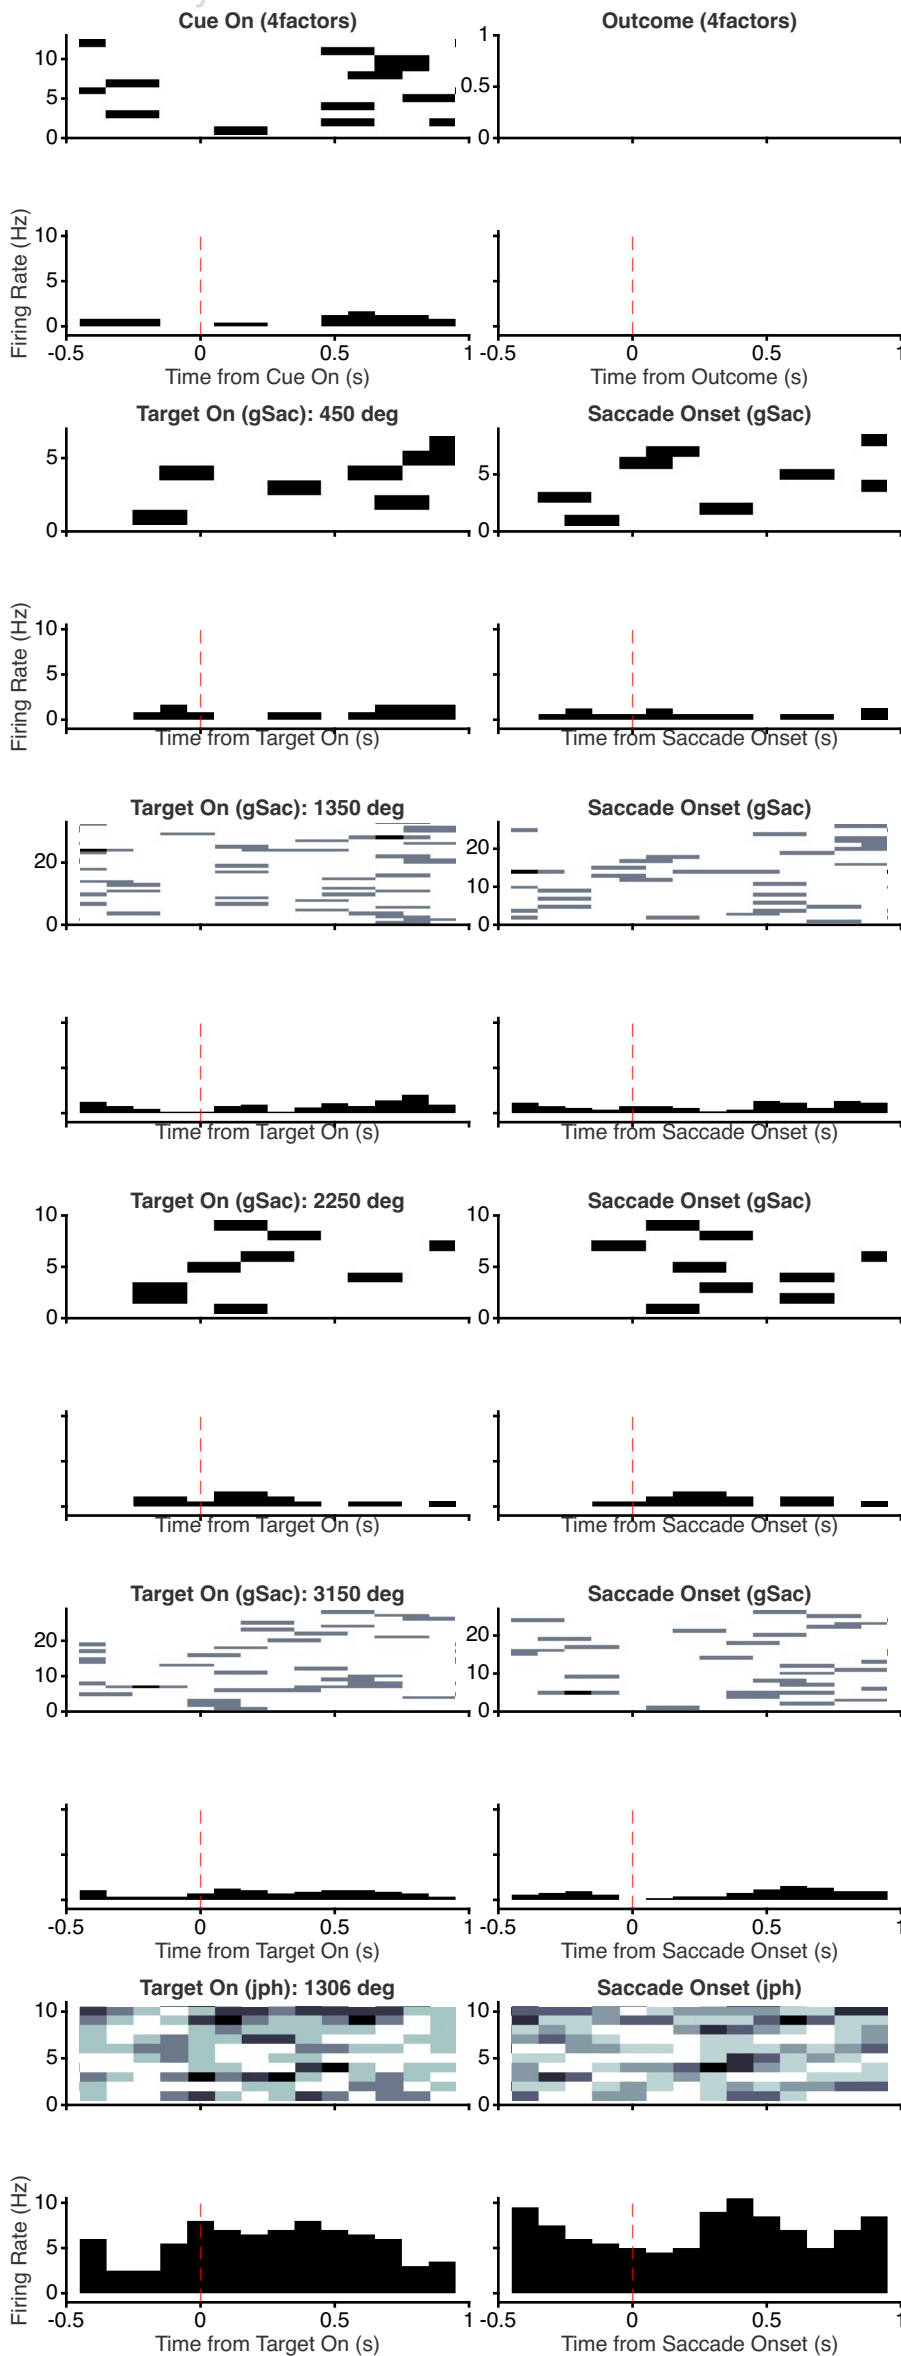 Cue On (4factors) Outcome (4factors)
10 5 0 1 0.5 0
Firing Rate (Hz)
10 5 0
-0.5 0 0.5 1 -0.5 0 0.5 1
Time from Cue On (s) Time from Outcome (s)
Target On (gSac): 450 deg Saccade Onset (gSac)
5 0 5 0
Firing Rate (Hz)
10 5 0
Time from Target On (s) Time from Saccade Onset (s)
Target On (gSac): 1350 deg Saccade Onset (gSac)
20 0 20 10 0
Time from Target On (s) Time from Saccade Onset (s)
Target On (gSac): 2250 deg Saccade Onset (gSac)
10 5 0 10 5 0
Time from Target On (s) Time from Saccade Onset (s)
Target On (gSac): 3150 deg Saccade Onset (gSac)
20 10 0 20 10 0
-0.5 0 0.5 1 -0.5 0 0.5 1
Time from Target On (s) Time from Saccade Onset (s)
Target On (jph): 1306 deg Saccade Onset (jph)
10 5 0 10 5 0
Firing Rate (Hz)
10 5 0
-0.5 0 0.5 1 -0.5 0 0.5 1
Time from Target On (s) Time from Saccade Onset (s)